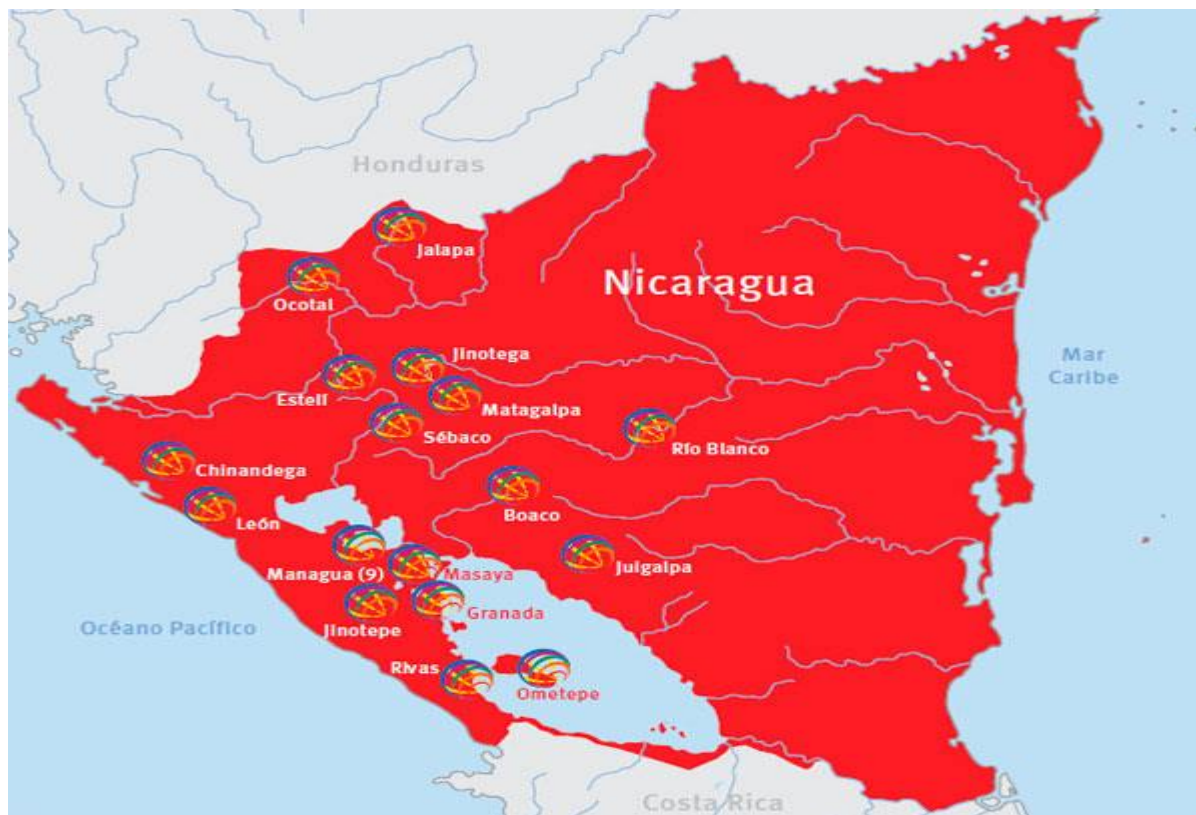 Honduras
Jalapa
Nicaragua
Ocotal
Jinotega
Mar
Caribe
Estelí
Matagalpa
Sébaco
Río Blanco
Chinandega
Boaco
León
Juigalpa
Managua (9)
Masaya
Granada
Océano Pacífico
Jinotepe
Rivas
Ometepe
Costa Rica